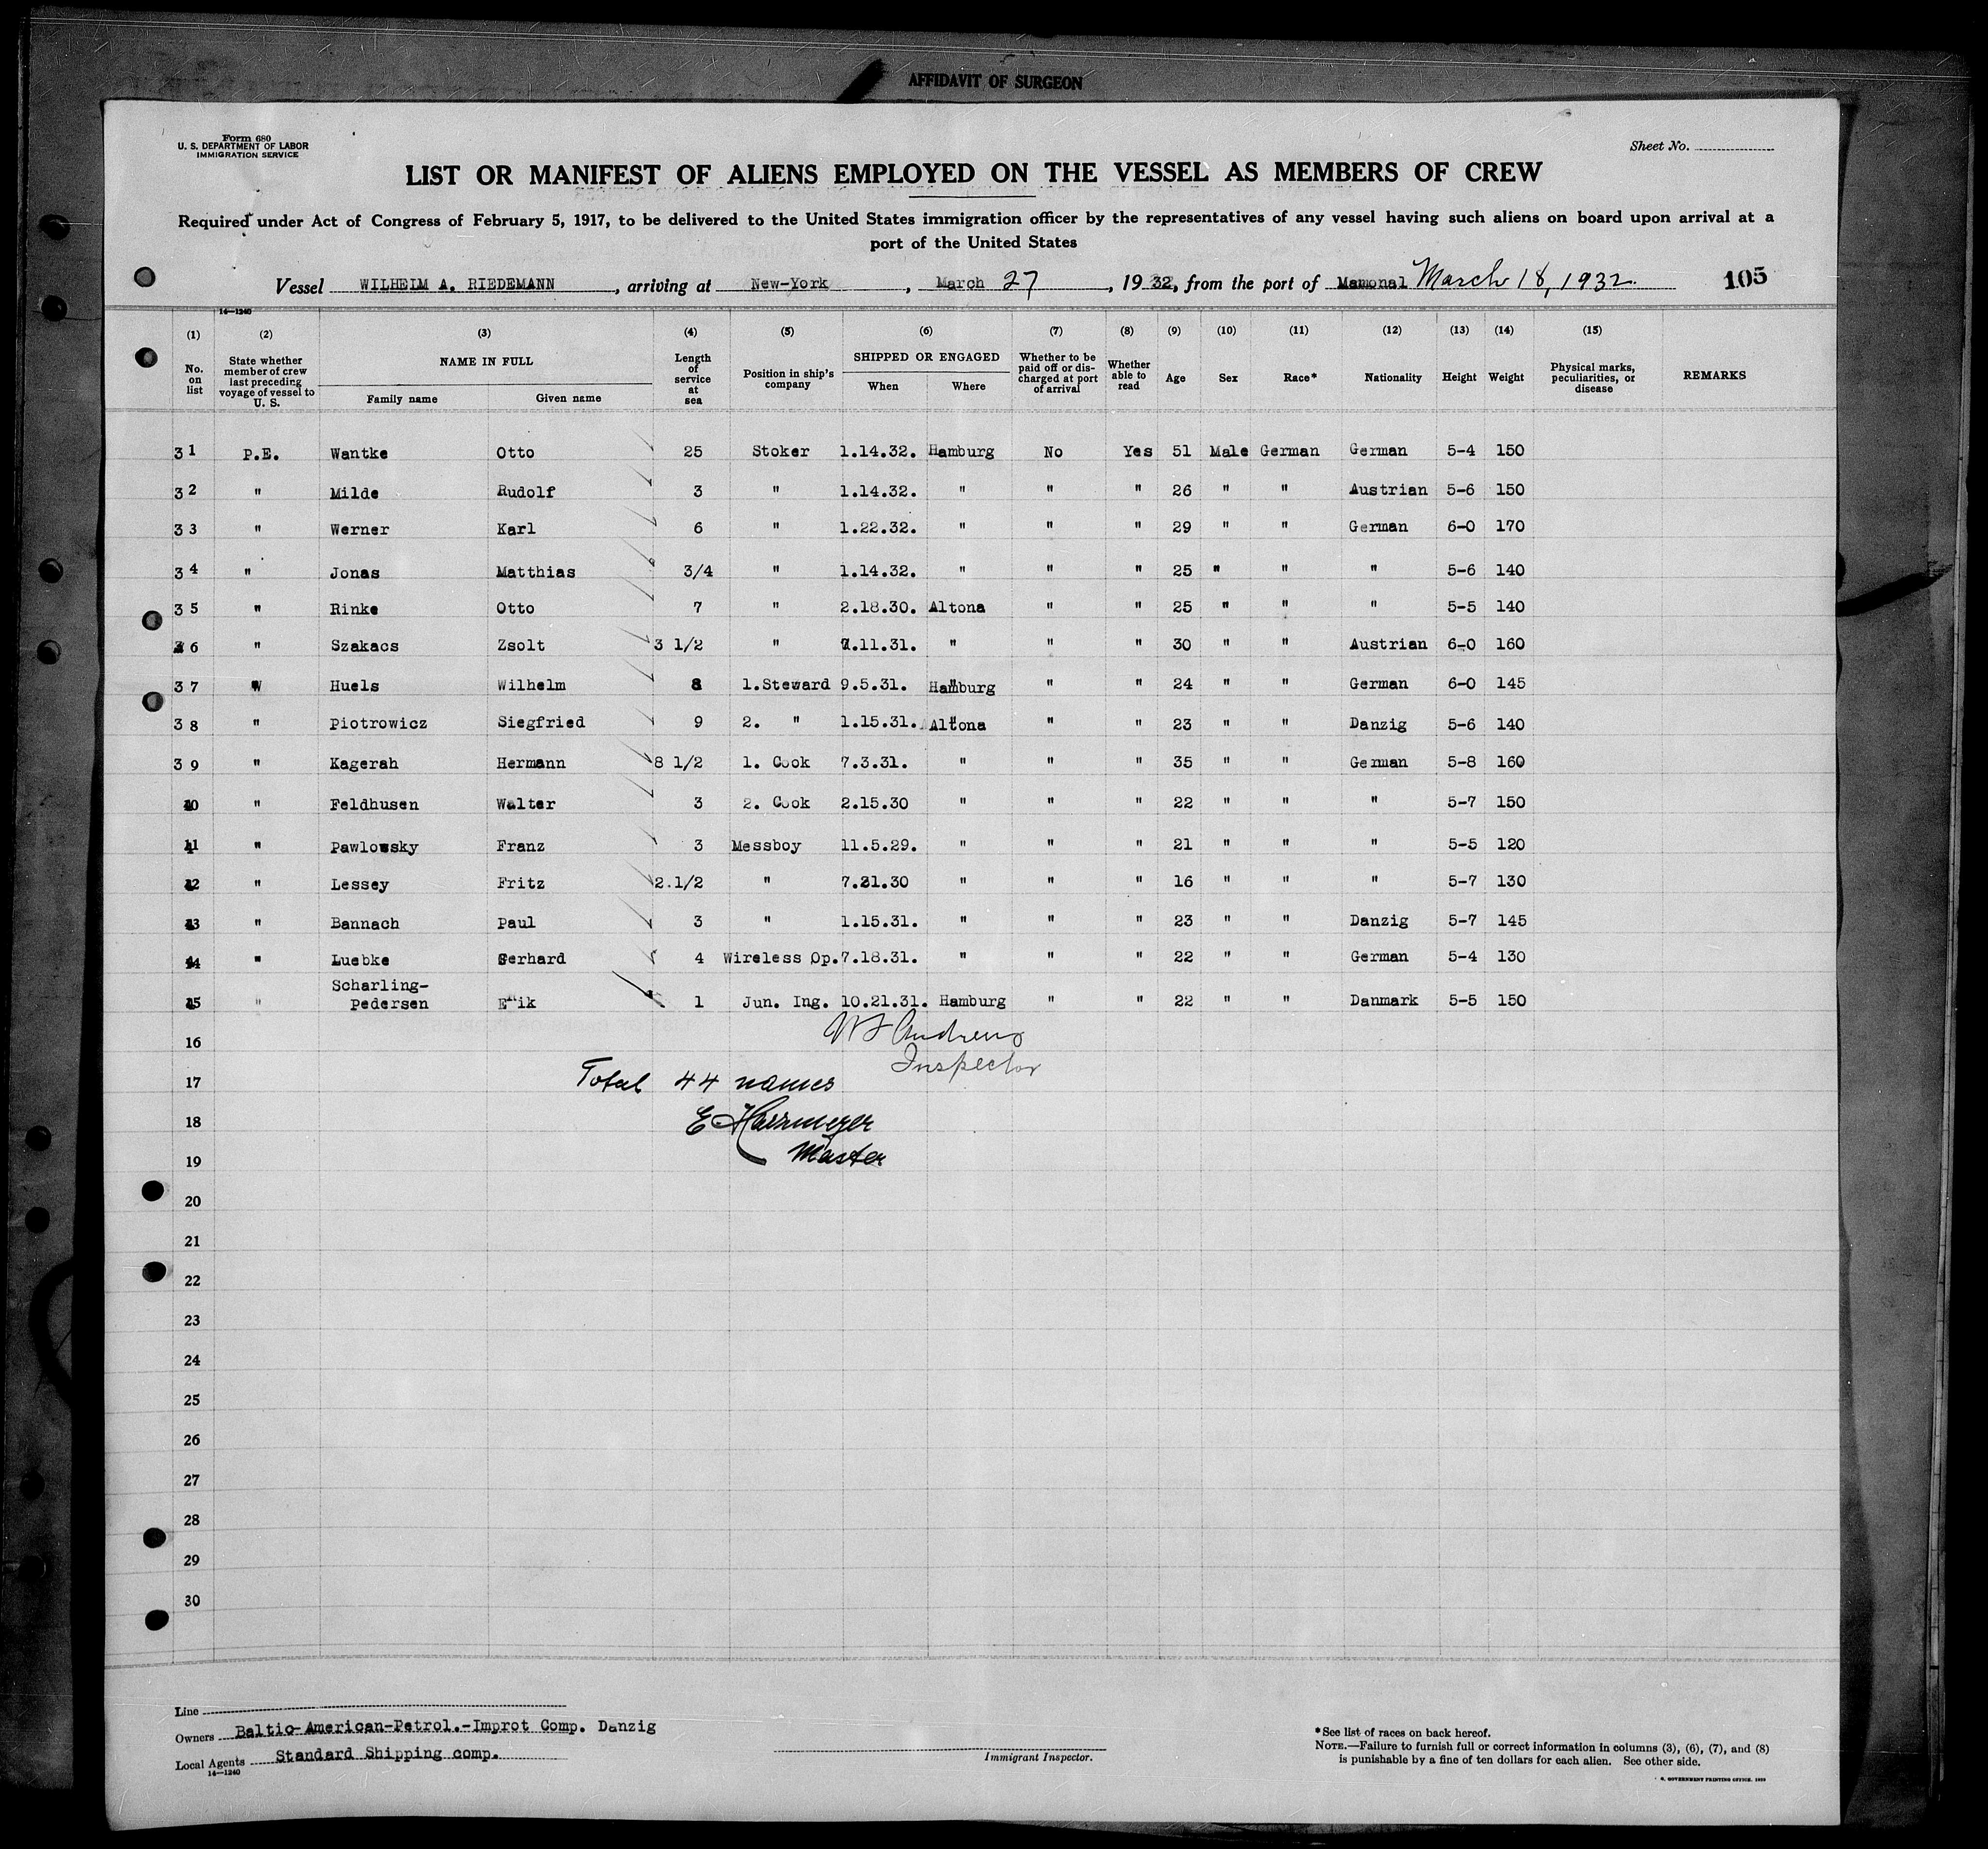 AFFIDAVIT OF SURGEON
Form 680
U. S. DEPARTMENT OF LABOR
IMMIGRATION SERVICE
Sheet No.
LIST OR MANIFEST OF ALIENS EMPLOYED ON THE VESSEL AS MEMBERS OF CREW
Required under Act of Congress of February 5, 1917, to be delivered to the United States immigration officer by the representatives of any vessel having such aliens on board upon arrival at a
port of the United States
Vessel WILHELM A. RIEDEMANN, arriving at New-York, March 27, 1932, from the port of Mamonal March 18, 1932. 105
14—1240
(1) (2) (3) (4) (5) (6) (7) (8) (9) (10) (11) (12) (13) (14) (15)
No. on list State whether member of crew last preceding voyage of vessel to U. S. NAME IN FULL Family name Given name Length of service at sea Position in ship's company SHIPPED OR ENGAGED When Where Whether to be paid off or discharged at port of arrival Whether able to read Age Sex Race* Nationality Height Weight Physical marks, peculiarities, or disease REMARKS
31 P.E. Wantke Otto 25 Stoker 1.14.32. Hamburg No Yes 51 Male German German 5-4 150
32 " Milde Rudolf 3 " 1.14.32. " " " 26 " " Austrian 5-6 150
33 " Werner Karl 6 " 1.22.32. " " " 29 " " German 6-0 170
34 " Jonas Matthias 3/4 " 1.14.32. " " " 25 " " " 5-6 140
35 " Rinke Otto 7 " 2.18.30. Altona " " 25 " " " 5-5 140
36 " Szakacs Zsolt 3 1/2 " 7.11.31. " " " 30 " " Austrian 6-0 160
37 " Huels Wilhelm 8 1.Steward 9.5.31. Hamburg " " 24 " " German 6-0 145
38 " Piotrowicz Siegfried 9 2. " 1.15.31. Altona " " 23 " " Danzig 5-6 140
39 " Kagerah Hermann 8 1/2 1. Cook 7.3.31. " " " 35 " " German 5-8 160
40 " Feldhusen Walter 3 2. Cook 2.15.30 " " " 22 " " " 5-7 150
41 " Pawlowsky Franz 3 Messboy 11.5.29. " " " 21 " " " 5-5 120
42 " Lessey Fritz 2.1/2 " 7.21.30 " " " 16 " " " 5-7 130
43 " Bannach Paul 3 " 1.15.31. " " " 23 " " Danzig 5-7 145
44 " Luebke Gerhard 4 Wireless Op. 7.18.31. " " " 22 " " German 5-4 130
Scharling-
45 " Pedersen Erik 1 Jun. Ing. 10.21.31. Hamburg " " 22 " " Danmark 5-5 150
16 Andrews
Inspector
17 Total 44 names
18 E
19 Master
20
21
22
23
24
25
26
27
28
29
30
Line
Owners Baltic-American-Petrol.-Improt Comp. Danzig
Local Agents Standard Shipping comp.
14—1240
Immigrant Inspector.
*See list of races on back hereof.
NOTE.—Failure to furnish full or correct information in columns (3), (6), (7), and (8)
is punishable by a fine of ten dollars for each alien. See other side.